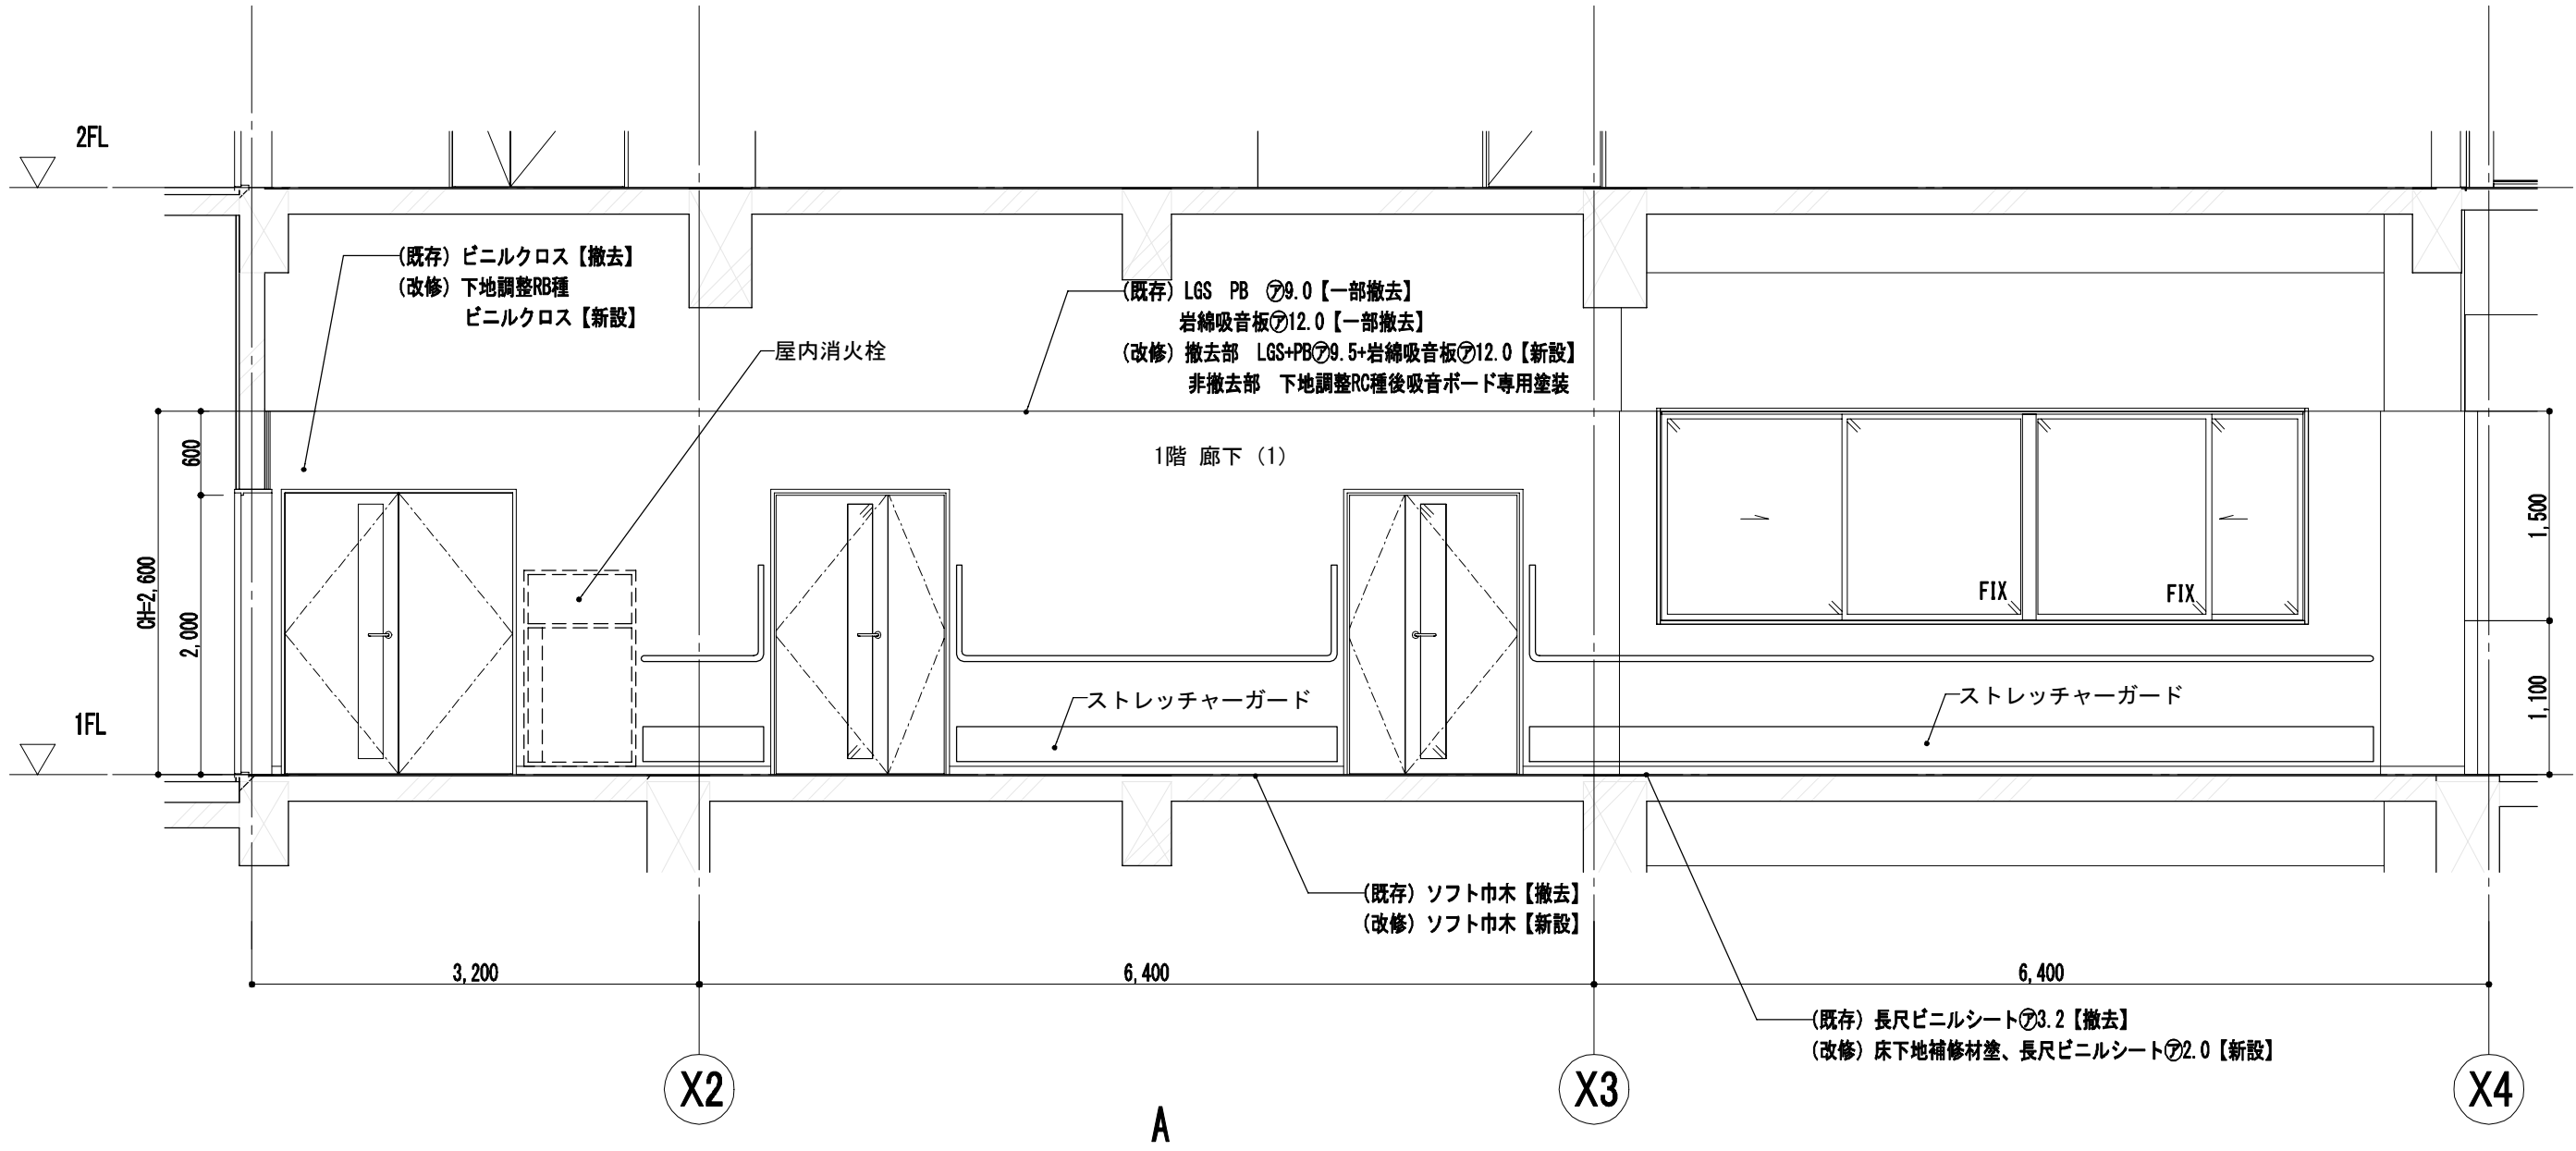 2FL
(既存) ビニルクロス【撤去】
(改修) 下地調整RB種
ビニルクロス【新設】
屋内消火栓
(既存) LGS PB ㋐9.0【一部撤去】
岩綿吸音板㋐12.0【一部撤去】
(改修) 撤去部 LGS+PB㋐9.5+岩綿吸音板㋐12.0【新設】
非撤去部 下地調整RC種後吸音ボード専用塗装
1階 廊下 (1)
600
CH=2,600
2,000
1,500
FIX
FIX
1,100
ストレッチャーガード
ストレッチャーガード
1FL
(既存) ソフト巾木【撤去】
(改修) ソフト巾木【新設】
3,200
6,400
6,400
(既存) 長尺ビニルシート㋐3.2【撤去】
(改修) 床下地補修材塗、長尺ビニルシート㋐2.0【新設】
X2
X3
X4
A